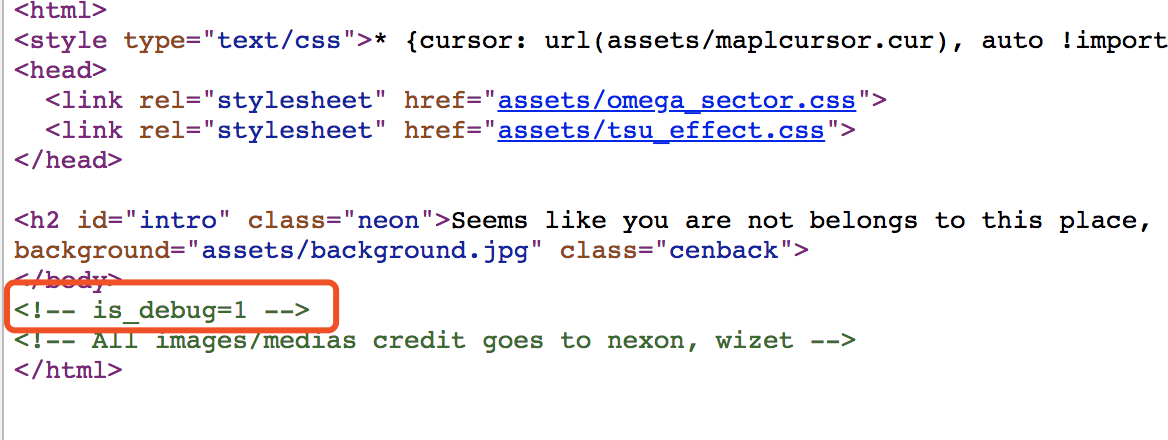 <html>
<style type="text/css">* {cursor: url(assets/maplcursor.cur), auto !import
<head>
<link rel="stylesheet" href="assets/omega_sector.css">
<link rel="stylesheet" href="assets/tsu_effect.css">
</head>
<h2 id="intro" class="neon">Seems like you are not belongs to this place,
background="assets/background.jpg" class="cenback">
</body>
<!-- is_debug=1 -->
<!-- All images/medias credit goes to nexon, wizet -->
</html>